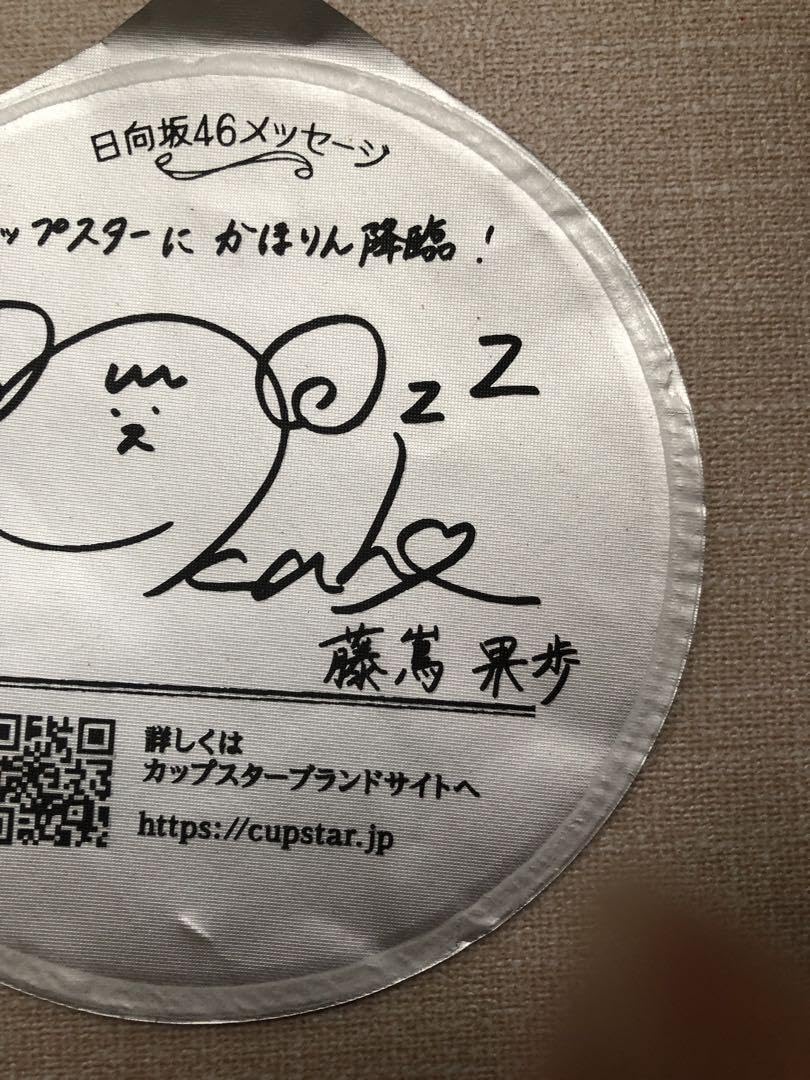 日向坂46メッセージ
ップスターに かほりん降臨!
z Z
kaho
藤嶌 果歩
詳しくは
カップスターブランドサイトへ
https://cupstar.jp